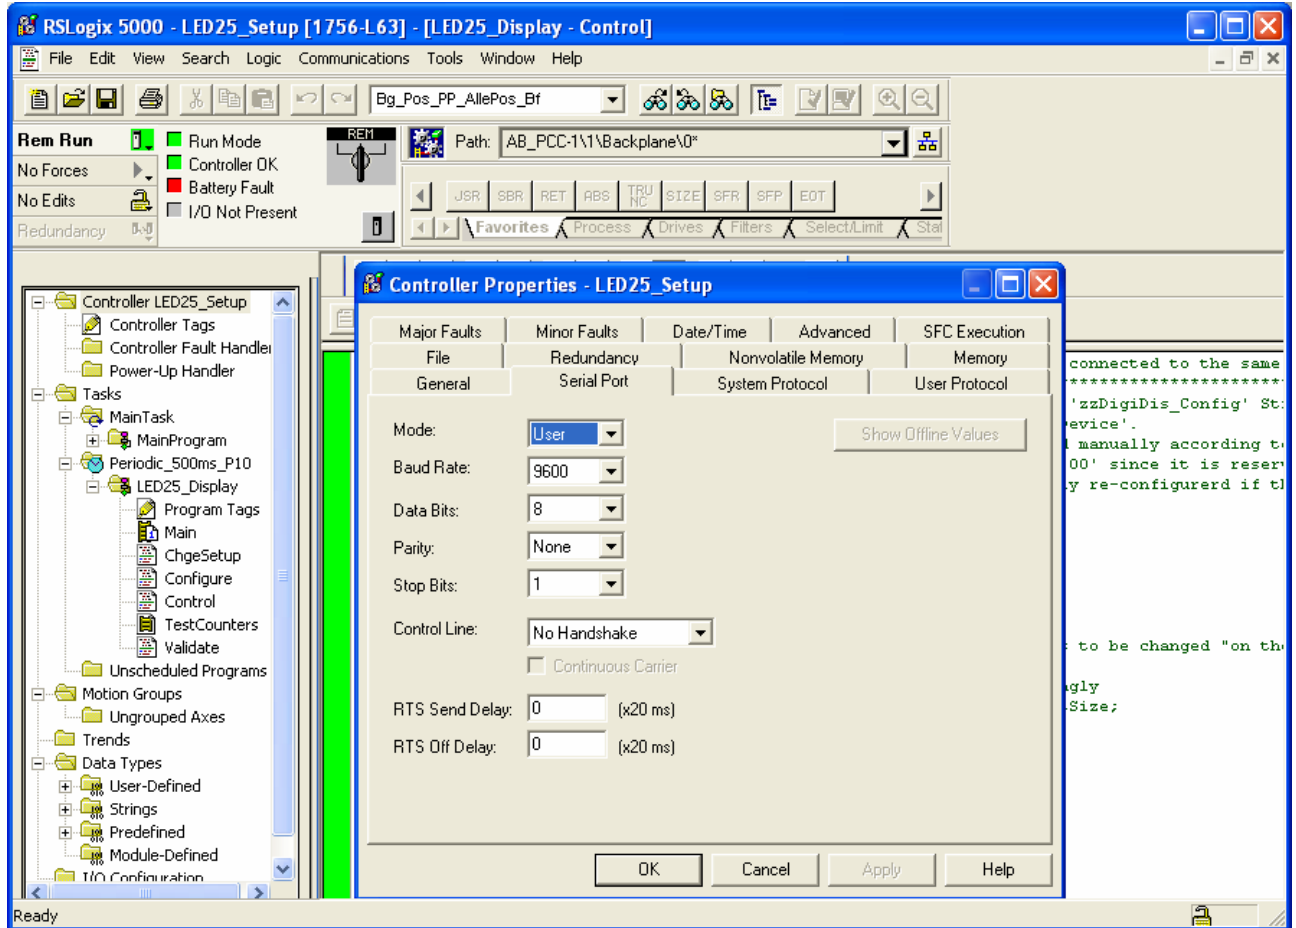 RSLogix 5000 - LED25_Setup [1756-L63] - [LED25_Display - Control]
File Edit View Search Logic Communications Tools Window Help
Bg_Pos_PP_AllePos_Bf
Rem Run
No Forces
No Edits
Redundancy
Run Mode
Controller OK
Battery Fault
I/O Not Present
REM
Path: AB_PCC-1\1\Backplane\0*
JSR SBR RET ABS TRUNC SIZE SFR SFP EOT
Favorites Process Drives Filters Select/Limit Stat
Controller LED25_Setup
Controller Tags
Controller Fault Handler
Power-Up Handler
Tasks
MainTask
MainProgram
Periodic_500ms_P10
LED25_Display
Program Tags
Main
ChgeSetup
Configure
Control
TestCounters
Validate
Unscheduled Programs
Motion Groups
Ungrouped Axes
Trends
Data Types
User-Defined
Strings
Predefined
Module-Defined
I/O Configuration
Controller Properties - LED25_Setup
Major Faults Minor Faults Date/Time Advanced SFC Execution
File Redundancy Nonvolatile Memory Memory
General Serial Port System Protocol User Protocol
Mode: User
Show Offline Values
Baud Rate: 9600
Data Bits: 8
Parity: None
Stop Bits: 1
Control Line: No Handshake
Continuous Carrier
RTS Send Delay: 0 (x20 ms)
RTS Off Delay: 0 (x20 ms)
OK Cancel Apply Help
connected to the same
*********************
'zzDigiDis_Config' St
evice'.
manually according t
00' since it is reser
y re-configurerd if t
to be changed "on th
gly
Size;
Ready